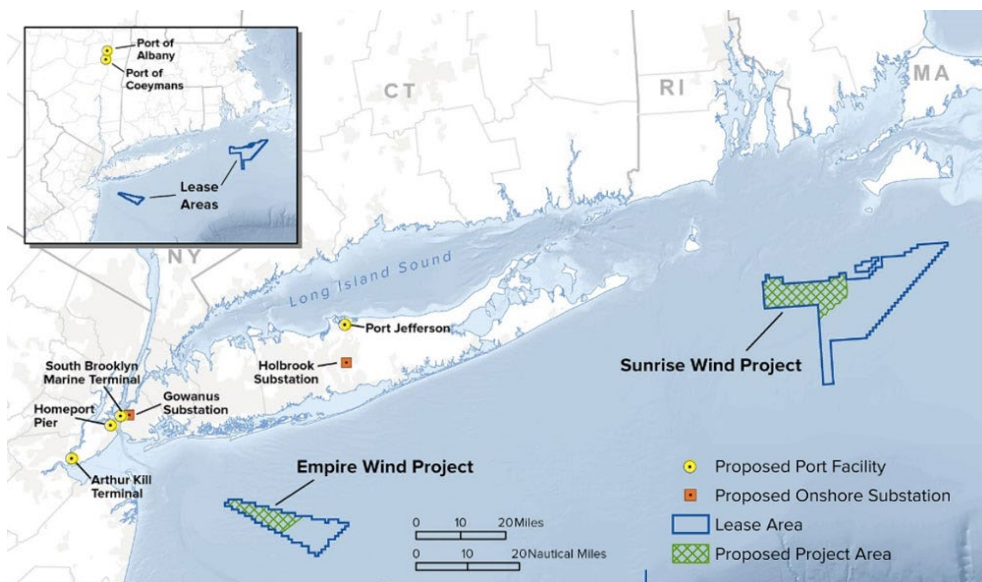 Port of
Albany
Port of
Coeymans
Lease
Areas
CT
RI
MA
NY
Long Island Sound
Port Jefferson
South Brooklyn
Marine Terminal
Holbrook
Substation
Gowanus
Substation
Homeport
Pier
Sunrise Wind Project
Arthur Kill
Terminal
Empire Wind Project
Proposed Port Facility
Proposed Onshore Substation
Lease Area
Proposed Project Area
0 10 20 Miles
0 10 20 Nautical Miles